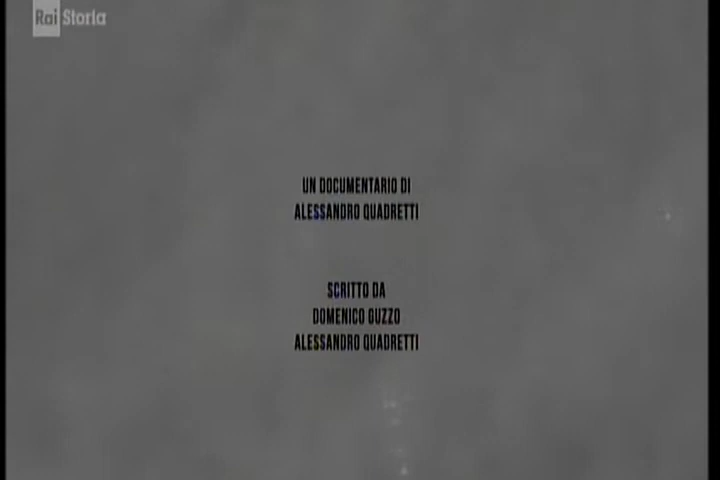 Rai Storia
UN DOCUMENTARIO DI
ALESSANDRO QUADRETTI
SCRITTO DA
DOMENICO GUZZO
ALESSANDRO QUADRETTI